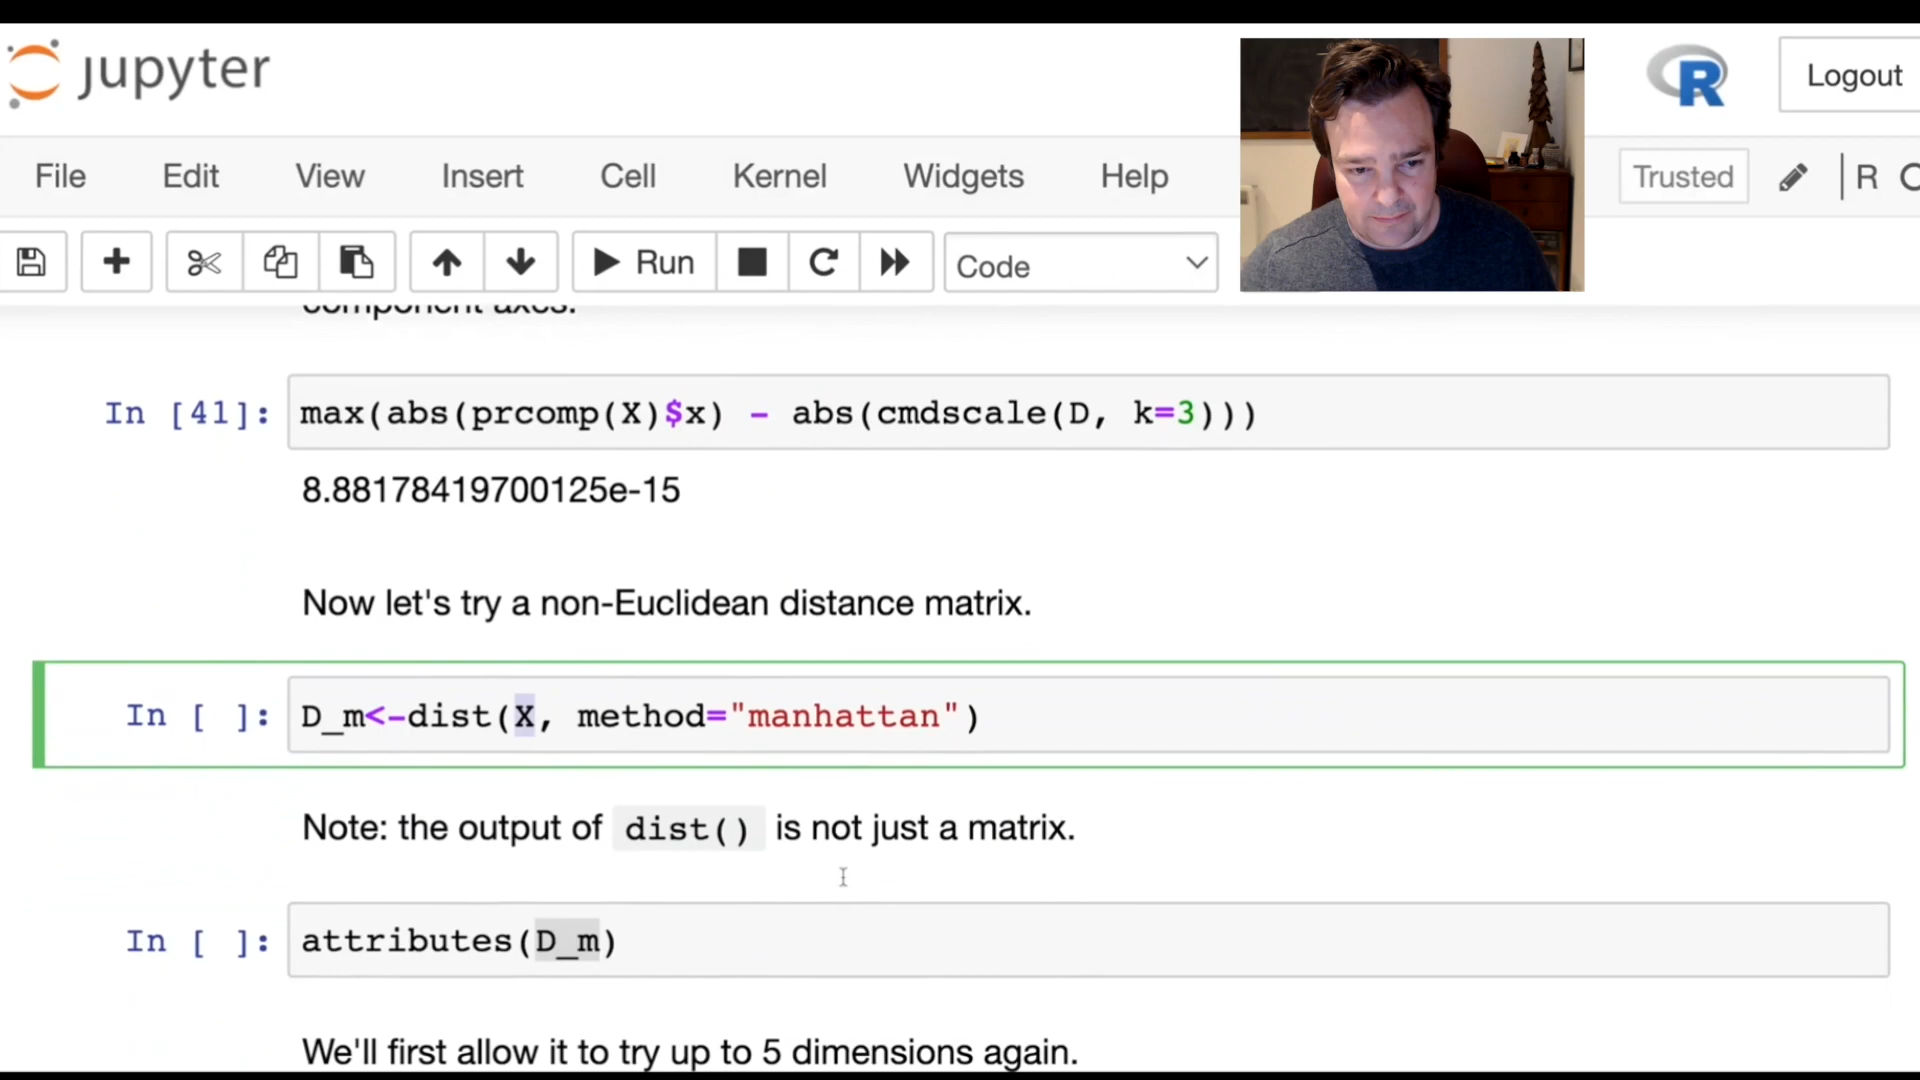 jupyter
R
Logout
File Edit View Insert Cell Kernel Widgets Help
Trusted
R
Run
Code
component axes.
In [41]: max(abs(prcomp(X)$x) - abs(cmdscale(D, k=3)))
8.88178419700125e-15
Now let's try a non-Euclidean distance matrix.
In [ ]: D_m<-dist(X, method="manhattan")
Note: the output of dist() is not just a matrix.
In [ ]: attributes(D_m)
We'll first allow it to try up to 5 dimensions again.